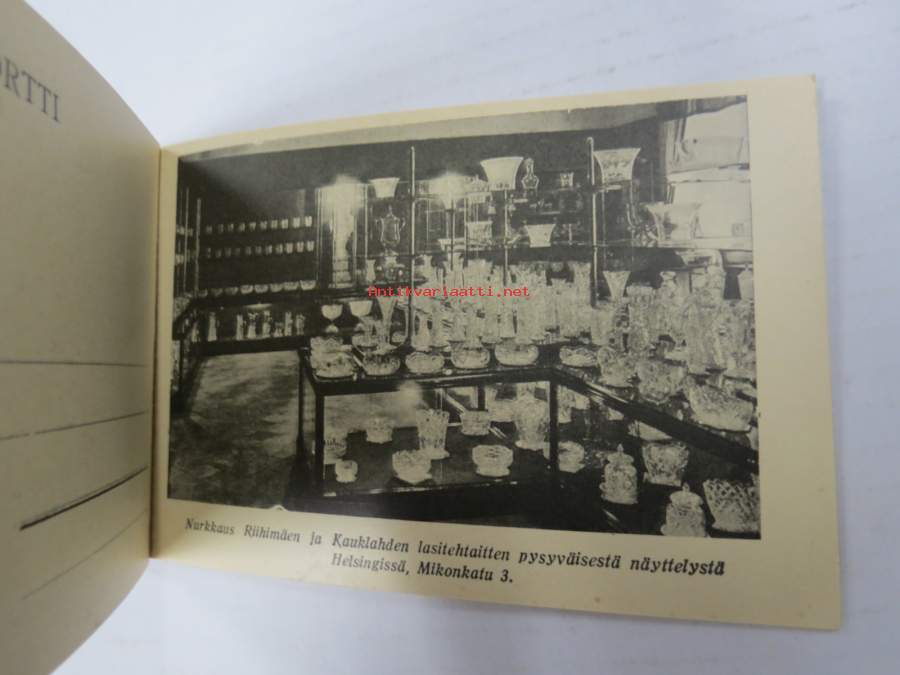 ORTTI
Antikvariaatti.net
Nurkkaus Riihimäen ja Kauklahden lasitehtaitten pysyväisestä näyttelystä
Helsingissä, Mikonkatu 3.